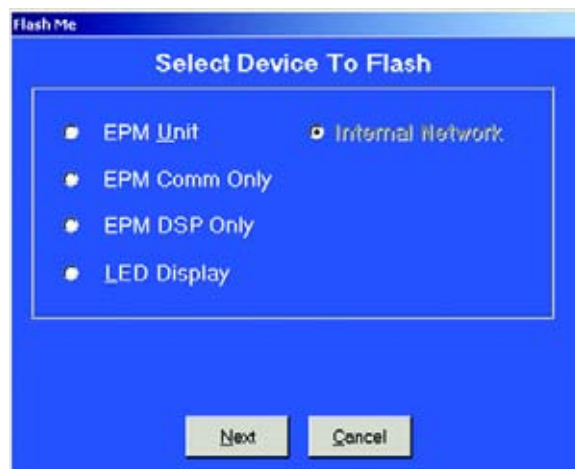 Flash Me
Select Device To Flash
EPM Unit
Internal Network
EPM Comm Only
EPM DSP Only
LED Display
Next
Cancel